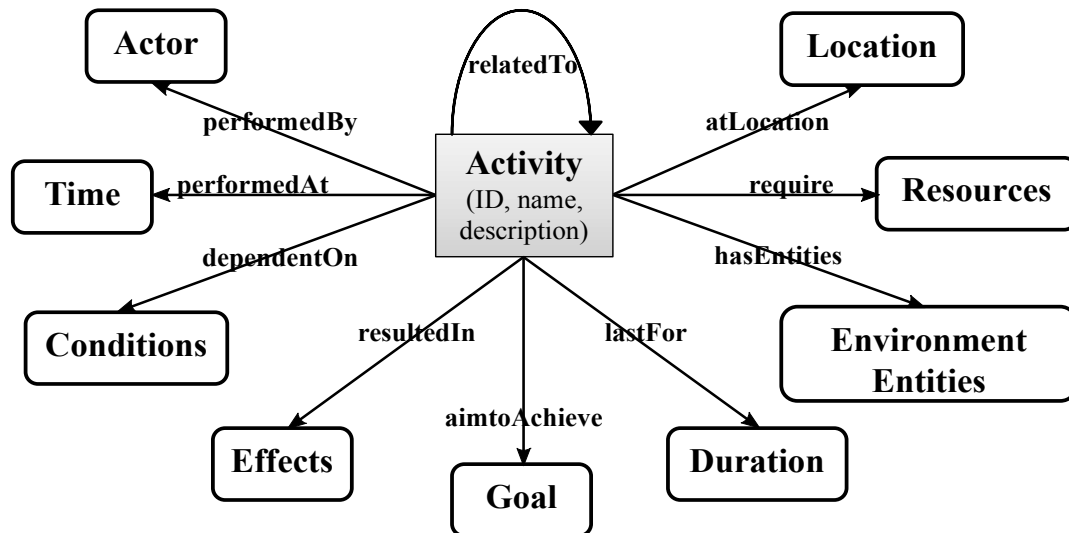 Actor
relatedTo
Location
performedBy
atLocation
Activity
(ID, name,
description)
Time
performedAt
require
Resources
dependentOn
hasEntities
Conditions
resultedIn
lastFor
Environment
Entities
aimtoAchieve
Effects
Goal
Duration